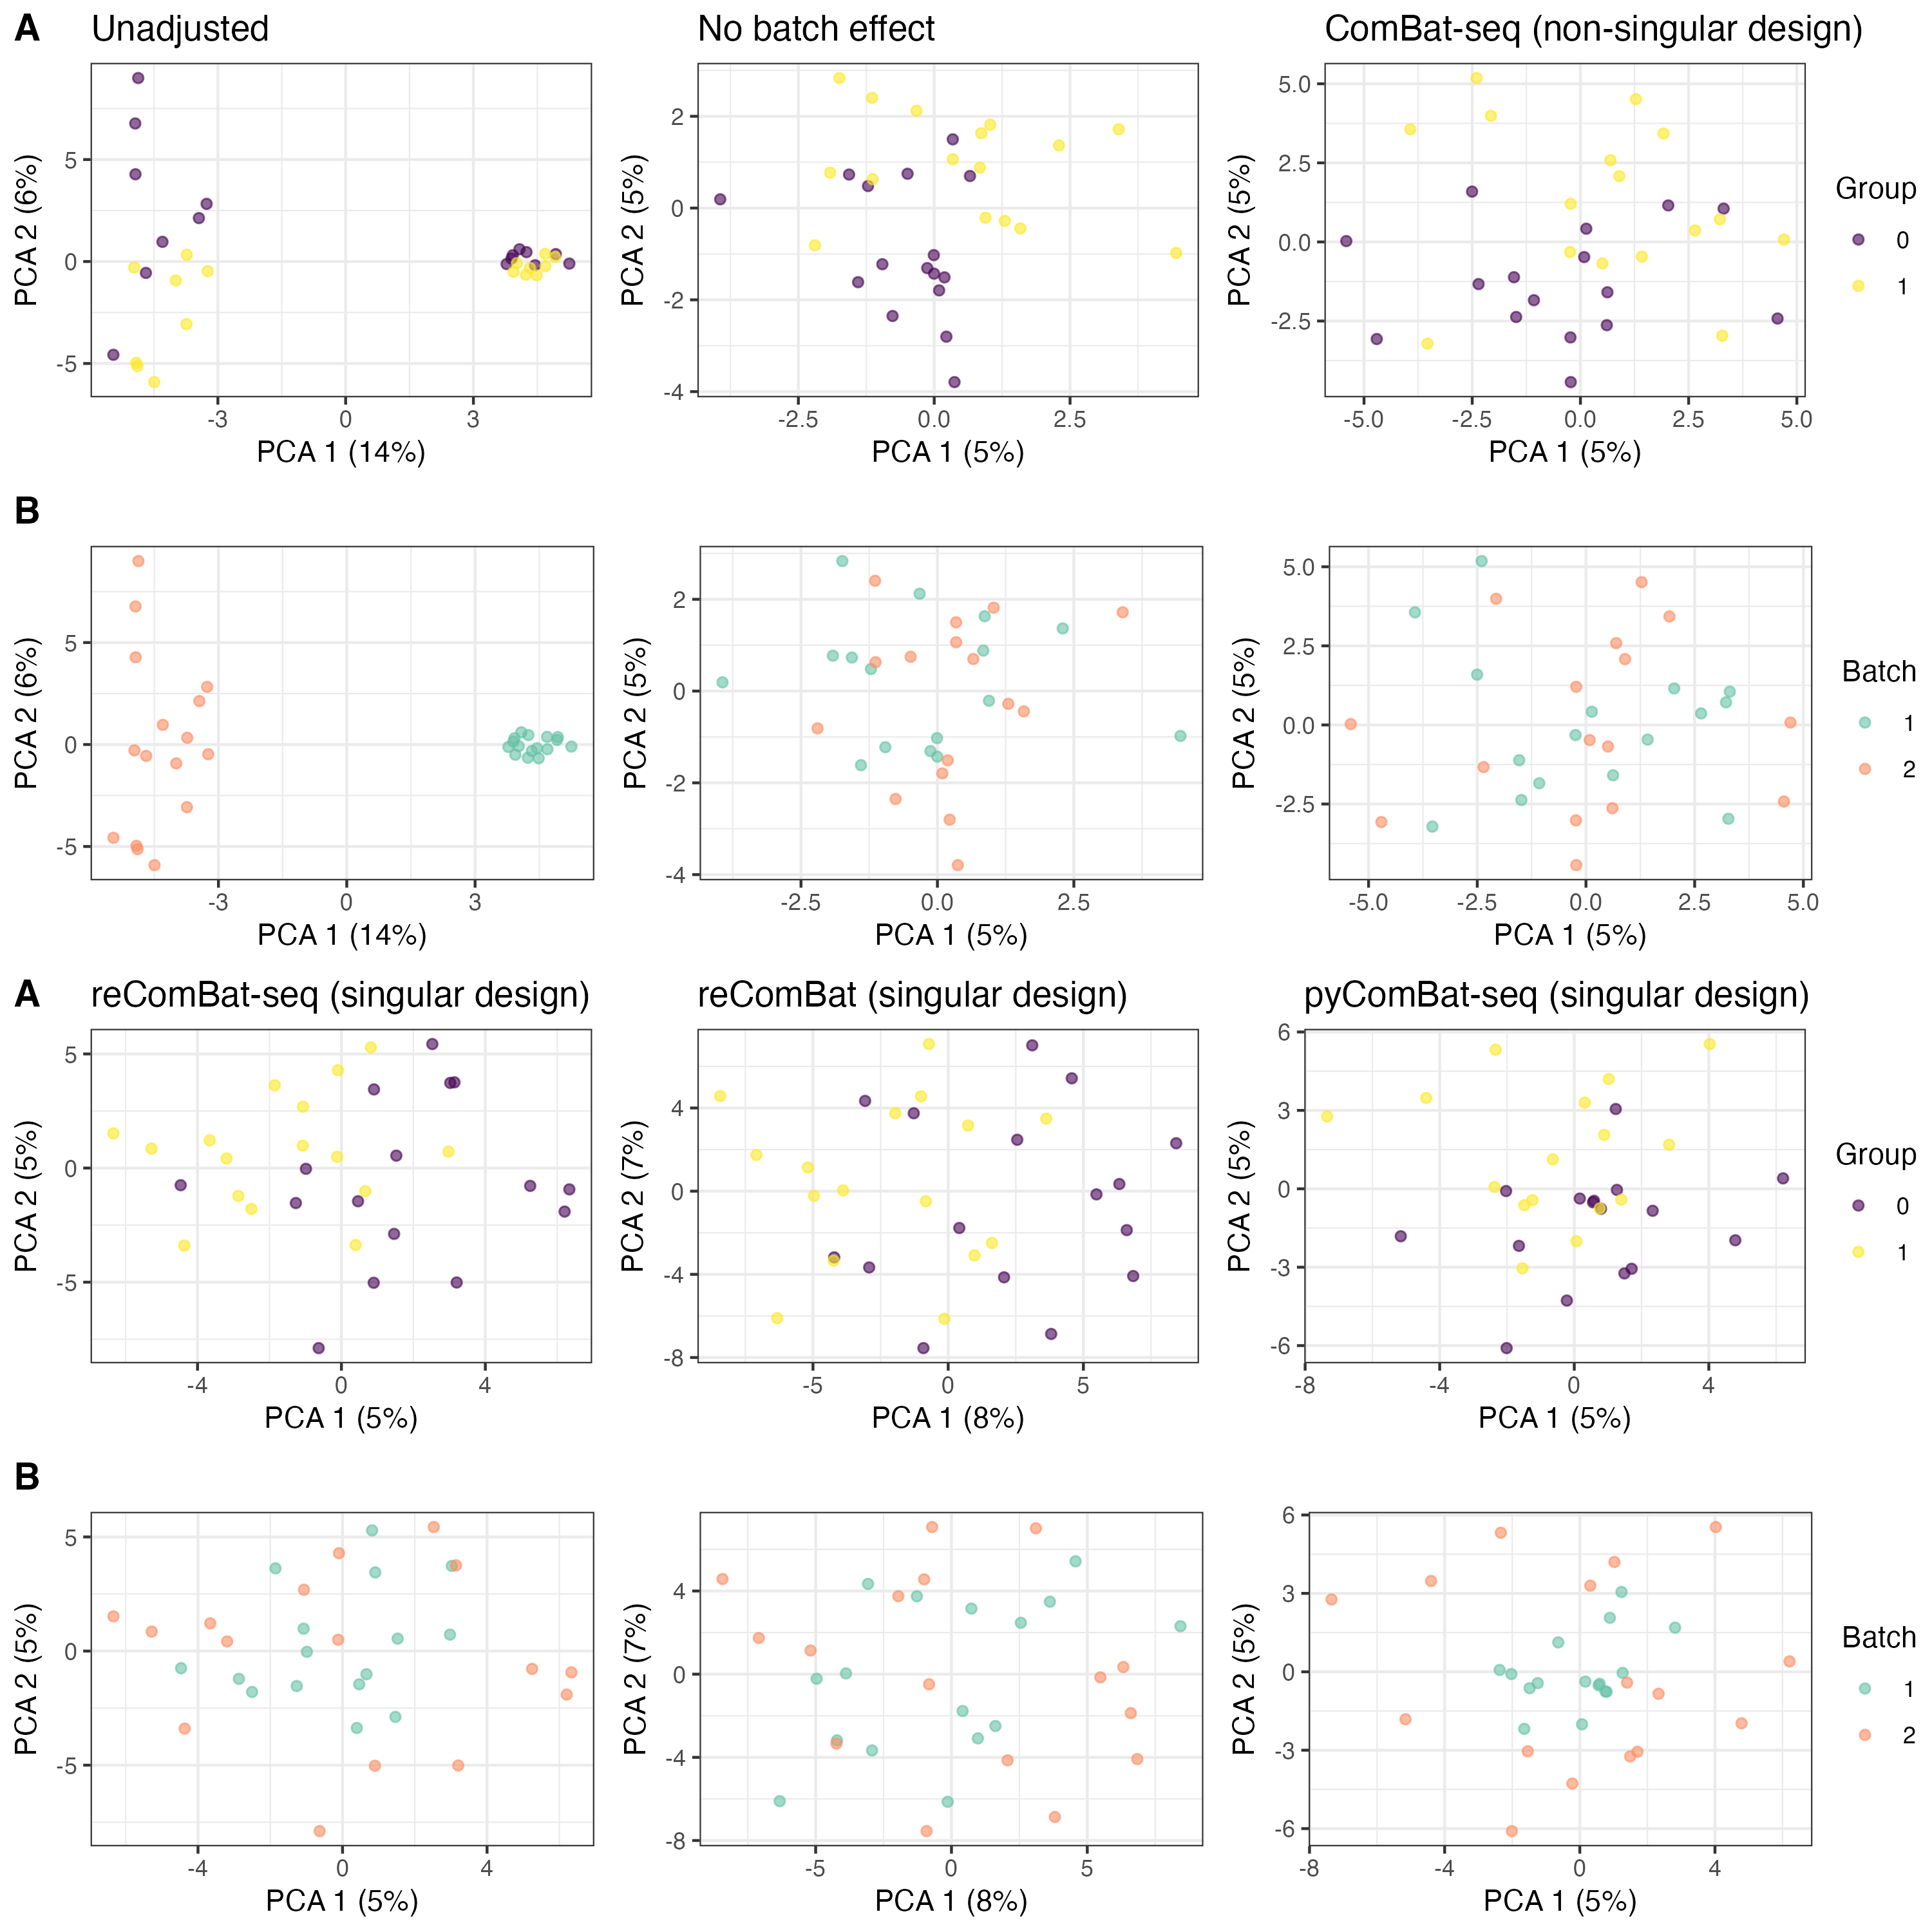 A Unadjusted No batch effect ComBat-seq (non-singular design)
PCA 2 (6%)
5
0
-5
-3 0 3
PCA 1 (14%)
PCA 2 (5%)
2
0
-2
-4
-2.5 0.0 2.5
PCA 1 (5%)
PCA 2 (5%)
5.0
2.5
0.0
-2.5
-5.0 -2.5 0.0 2.5 5.0
PCA 1 (5%)
Group
0
1
B
PCA 2 (6%)
5
0
-5
-3 0 3
PCA 1 (14%)
PCA 2 (5%)
2
0
-2
-4
-2.5 0.0 2.5
PCA 1 (5%)
PCA 2 (5%)
5.0
2.5
0.0
-2.5
-5.0 -2.5 0.0 2.5 5.0
PCA 1 (5%)
Batch
1
2
A reComBat-seq (singular design) reComBat (singular design) pyComBat-seq (singular design)
PCA 2 (5%)
5
0
-5
-4 0 4
PCA 1 (5%)
PCA 2 (7%)
4
0
-4
-8
-5 0 5
PCA 1 (8%)
PCA 2 (5%)
6
3
0
-3
-6
-8 -4 0 4
PCA 1 (5%)
Group
0
1
B
PCA 2 (5%)
5
0
-5
-4 0 4
PCA 1 (5%)
PCA 2 (7%)
4
0
-4
-8
-5 0 5
PCA 1 (8%)
PCA 2 (5%)
6
3
0
-3
-6
-8 -4 0 4
PCA 1 (5%)
Batch
1
2